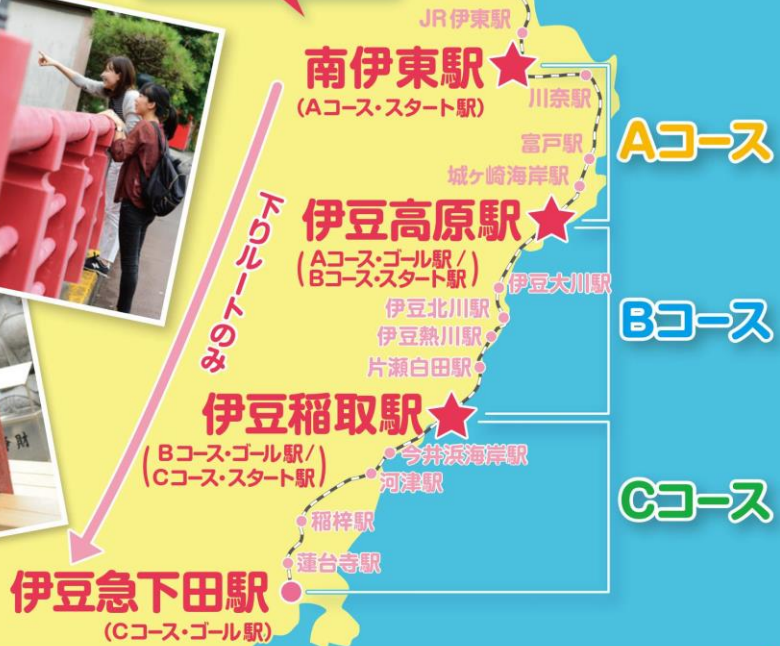 JR伊東駅
南伊東駅
(Aコース・スタート駅)
川奈駅
Aコース
富戸駅
城ヶ崎海岸駅
伊豆高原駅
(Aコース・ゴール駅/
Bコース・スタート駅)
下りルートのみ
伊豆大川駅
伊豆北川駅
Bコース
伊豆熱川駅
片瀬白田駅
伊豆稲取駅
(Bコース・ゴール駅/
Cコース・スタート駅)
今井浜海岸駅
河津駅
Cコース
稲梓駅
蓮台寺駅
伊豆急下田駅
(Cコース・ゴール駅)
財